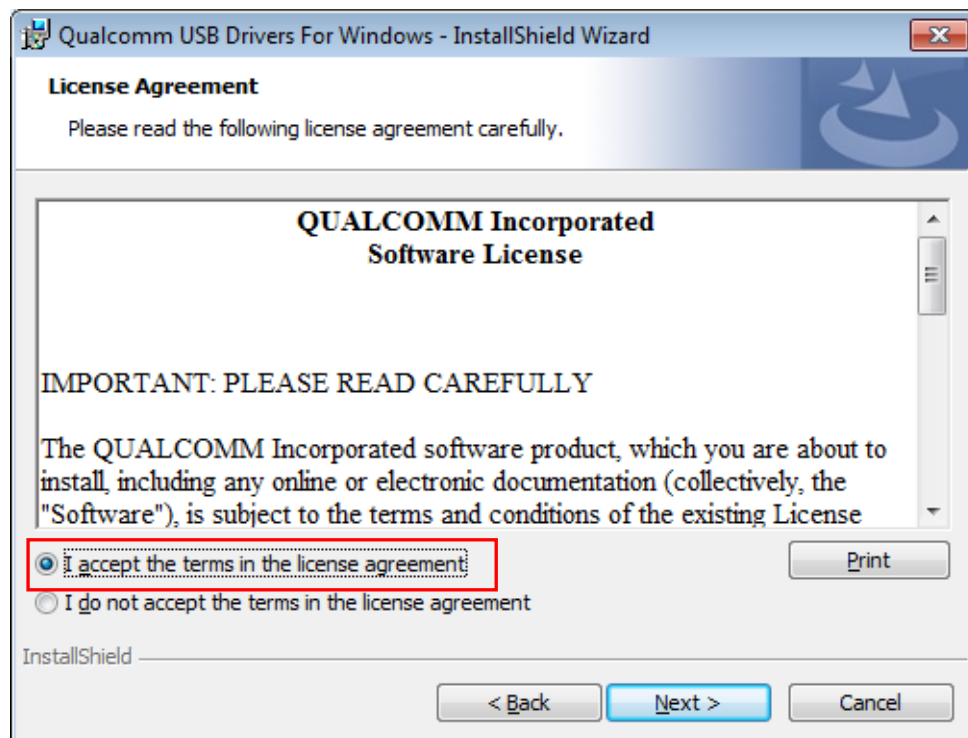 Qualcomm USB Drivers For Windows - InstallShield Wizard
License Agreement
Please read the following license agreement carefully.
QUALCOMM Incorporated
Software License
IMPORTANT: PLEASE READ CAREFULLY
The QUALCOMM Incorporated software product, which you are about to
install, including any online or electronic documentation (collectively, the
"Software"), is subject to the terms and conditions of the existing License
I accept the terms in the license agreement
Print
I do not accept the terms in the license agreement
InstallShield
< Back
Next >
Cancel